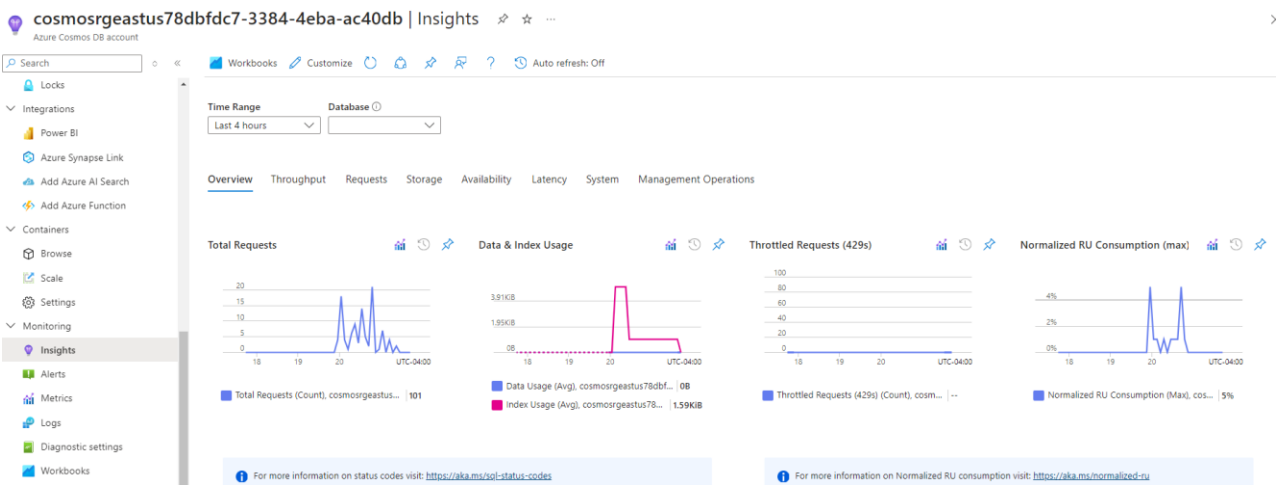 cosmosrgeastus78dbfdc7-3384-4eba-ac40db | Insights
Azure Cosmos DB account
Search
Locks
Integrations
Power BI
Azure Synapse Link
Add Azure AI Search
Add Azure Function
Containers
Browse
Scale
Settings
Monitoring
Insights
Alerts
Metrics
Logs
Diagnostic settings
Workbooks
Workbooks Customize ? Auto refresh: Off
Time Range Database
Last 4 hours
Overview Throughput Requests Storage Availability Latency System Management Operations
Total Requests
20
15
10
5
0
18 19 20 UTC-04:00
Total Requests (Count), cosmosrgeastus... 101
Data & Index Usage
3.91KiB
1.95KiB
0B
18 19 20 UTC-04:00
Data Usage (Avg), cosmosrgeastus78dbf... 0B
Index Usage (Avg), cosmosrgeastus78... 1.59KiB
Throttled Requests (429s)
100
80
60
40
20
0
18 19 20 UTC-04:00
Throttled Requests (429s) (Count), cosm... --
Normalized RU Consumption (max)
4%
2%
0%
18 19 20 UTC-04:00
Normalized RU Consumption (Max), cos... 5%
For more information on status codes visit: https://aka.ms/sql-status-codes
For more information on Normalized RU consumption visit: https://aka.ms/normalized-ru